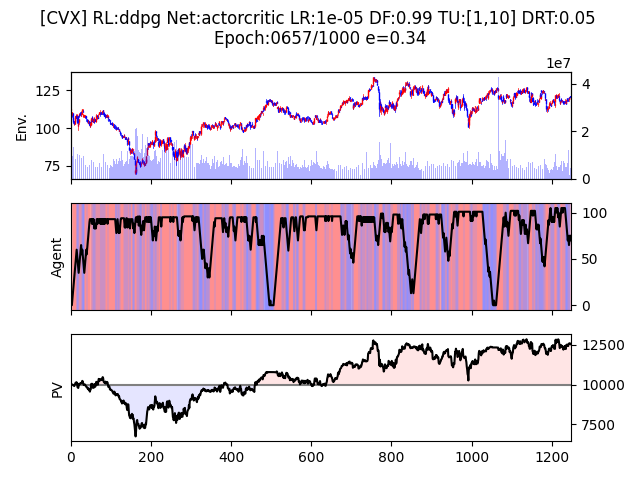 [CVX] RL:ddpg Net:actorcritic LR:1e-05 DF:0.99 TU:[1,10] DRT:0.05
Epoch:0657/1000 e=0.34
1e7
125
100
75
Env.
4
2
0
Agent
100
50
0
PV
12500
10000
7500
0 200 400 600 800 1000 1200